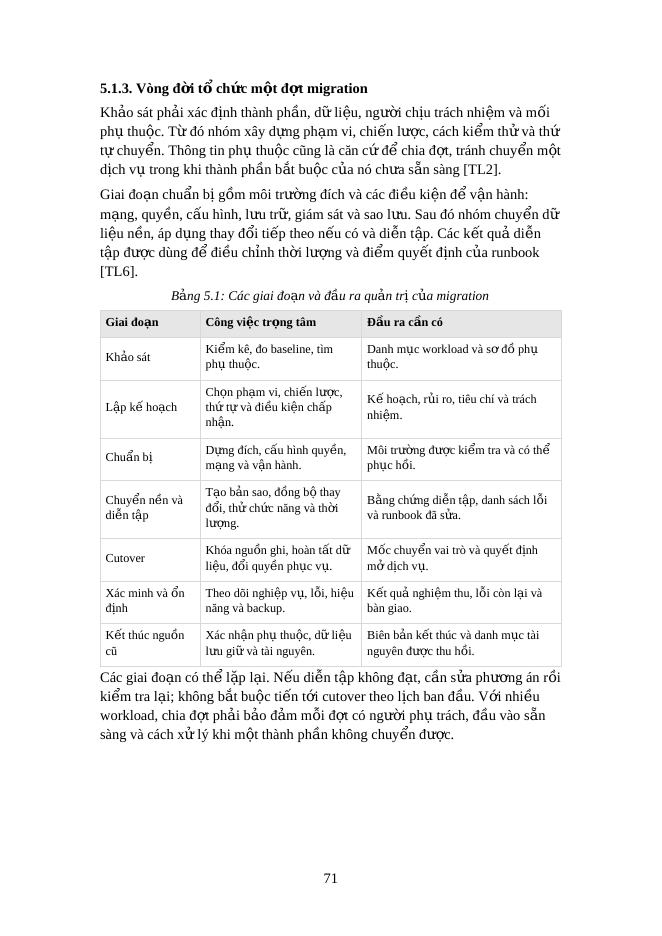 5.1.3. Vòng đời tổ chức một đợt migration
Khảo sát phải xác định thành phần, dữ liệu, người chịu trách nhiệm và mối
phụ thuộc. Từ đó nhóm xây dựng phạm vi, chiến lược, cách kiểm thử và thứ
tự chuyển. Thông tin phụ thuộc cũng là căn cứ để chia đợt, tránh chuyển một
dịch vụ trong khi thành phần bắt buộc của nó chưa sẵn sàng [TL2].
Giai đoạn chuẩn bị gồm môi trường đích và các điều kiện để vận hành:
mạng, quyền, cấu hình, lưu trữ, giám sát và sao lưu. Sau đó nhóm chuyển dữ
liệu nền, áp dụng thay đổi tiếp theo nếu có và diễn tập. Các kết quả diễn
tập được dùng để điều chỉnh thời lượng và điểm quyết định của runbook
[TL6].
Bảng 5.1: Các giai đoạn và đầu ra quản trị của migration
Giai đoạn Công việc trọng tâm Đầu ra cần có
Khảo sát
Kiểm kê, đo baseline, tìm
phụ thuộc.
Danh mục workload và sơ đồ phụ
thuộc.
Lập kế hoạch
Chọn phạm vi, chiến lược,
thứ tự và điều kiện chấp
nhận.
Kế hoạch, rủi ro, tiêu chí và trách
nhiệm.
Chuẩn bị
Dựng đích, cấu hình quyền,
mạng và vận hành.
Môi trường được kiểm tra và có thể
phục hồi.
Chuyển nền và
diễn tập
Tạo bản sao, đồng bộ thay
đổi, thử chức năng và thời
lượng.
Bằng chứng diễn tập, danh sách lỗi
và runbook đã sửa.
Cutover
Khóa nguồn ghi, hoàn tất dữ
liệu, đổi quyền phục vụ.
Mốc chuyển vai trò và quyết định
mở dịch vụ.
Xác minh và ổn
định
Theo dõi nghiệp vụ, lỗi, hiệu
năng và backup.
Kết quả nghiệm thu, lỗi còn lại và
bàn giao.
Kết thúc nguồn
cũ
Xác nhận phụ thuộc, dữ liệu
lưu giữ và tài nguyên.
Biên bản kết thúc và danh mục tài
nguyên được thu hồi.
Các giai đoạn có thể lặp lại. Nếu diễn tập không đạt, cần sửa phương án rồi
kiểm tra lại; không bắt buộc tiến tới cutover theo lịch ban đầu. Với nhiều
workload, chia đợt phải bảo đảm mỗi đợt có người phụ trách, đầu vào sẵn
sàng và cách xử lý khi một thành phần không chuyển được.
71